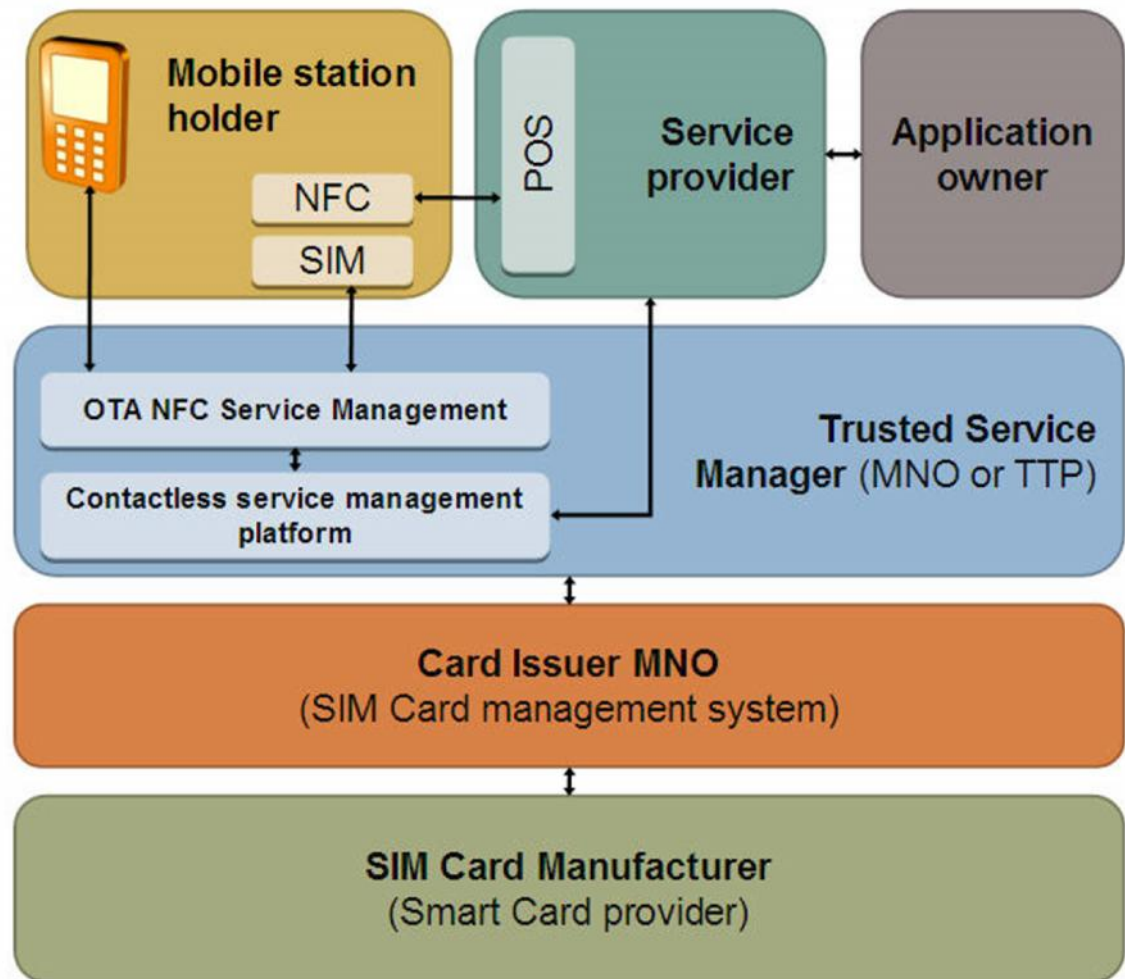 Mobile station
holder
NFC
SIM
POS
Service
provider
Application
owner
OTA NFC Service Management
Contactless service management
platform
Trusted Service
Manager (MNO or TTP)
Card Issuer MNO
(SIM Card management system)
SIM Card Manufacturer
(Smart Card provider)